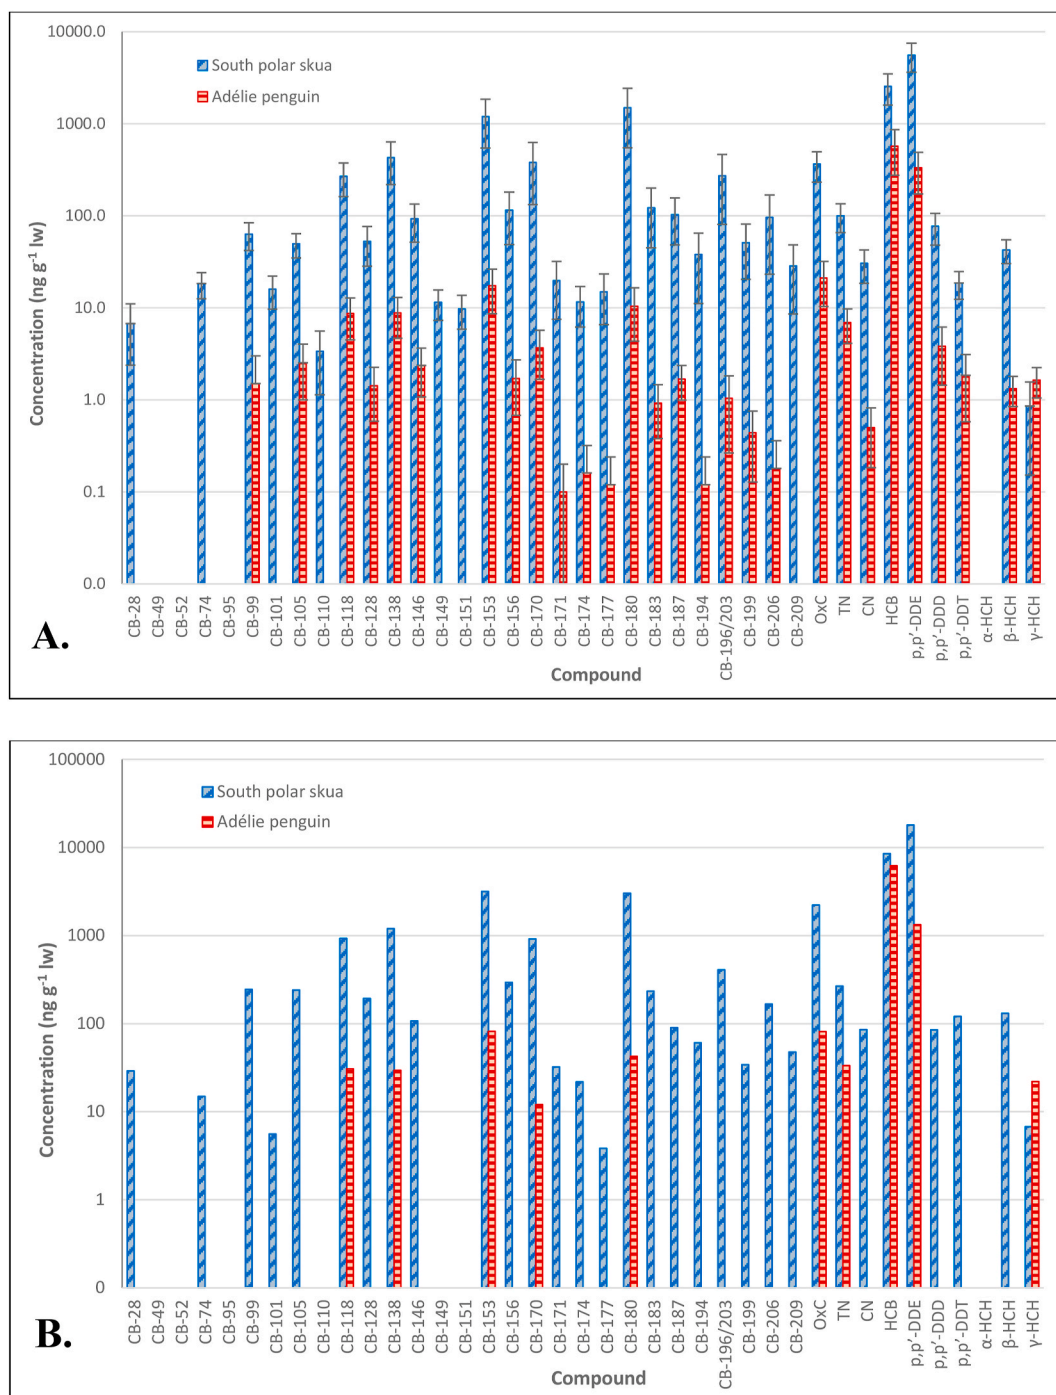 10000.0
1000.0
100.0
10.0
1.0
0.1
0.0
Concentration (ng g⁻¹ lw)
South polar skua
Adélie penguin
CB-28
CB-49
CB-52
CB-74
CB-95
CB-99
CB-101
CB-105
CB-110
CB-118
CB-128
CB-138
CB-146
CB-149
CB-151
CB-153
CB-156
CB-170
CB-171
CB-174
CB-177
CB-180
CB-183
CB-187
CB-194
CB-196/203
CB-199
CB-206
CB-209
OxC
TN
CN
HCB
p,p'-DDE
p,p'-DDD
p,p'-DDT
α-HCH
β-HCH
γ-HCH
Compound
A.
100000
10000
1000
100
10
1
0
Concentration (ng g⁻¹ lw)
South polar skua
Adélie penguin
CB-28
CB-49
CB-52
CB-74
CB-95
CB-99
CB-101
CB-105
CB-110
CB-118
CB-128
CB-138
CB-146
CB-149
CB-151
CB-153
CB-156
CB-170
CB-171
CB-174
CB-177
CB-180
CB-183
CB-187
CB-194
CB-196/203
CB-199
CB-206
CB-209
OxC
TN
CN
HCB
p,p'-DDE
p,p'-DDD
p,p'-DDT
α-HCH
β-HCH
γ-HCH
Compound
B.